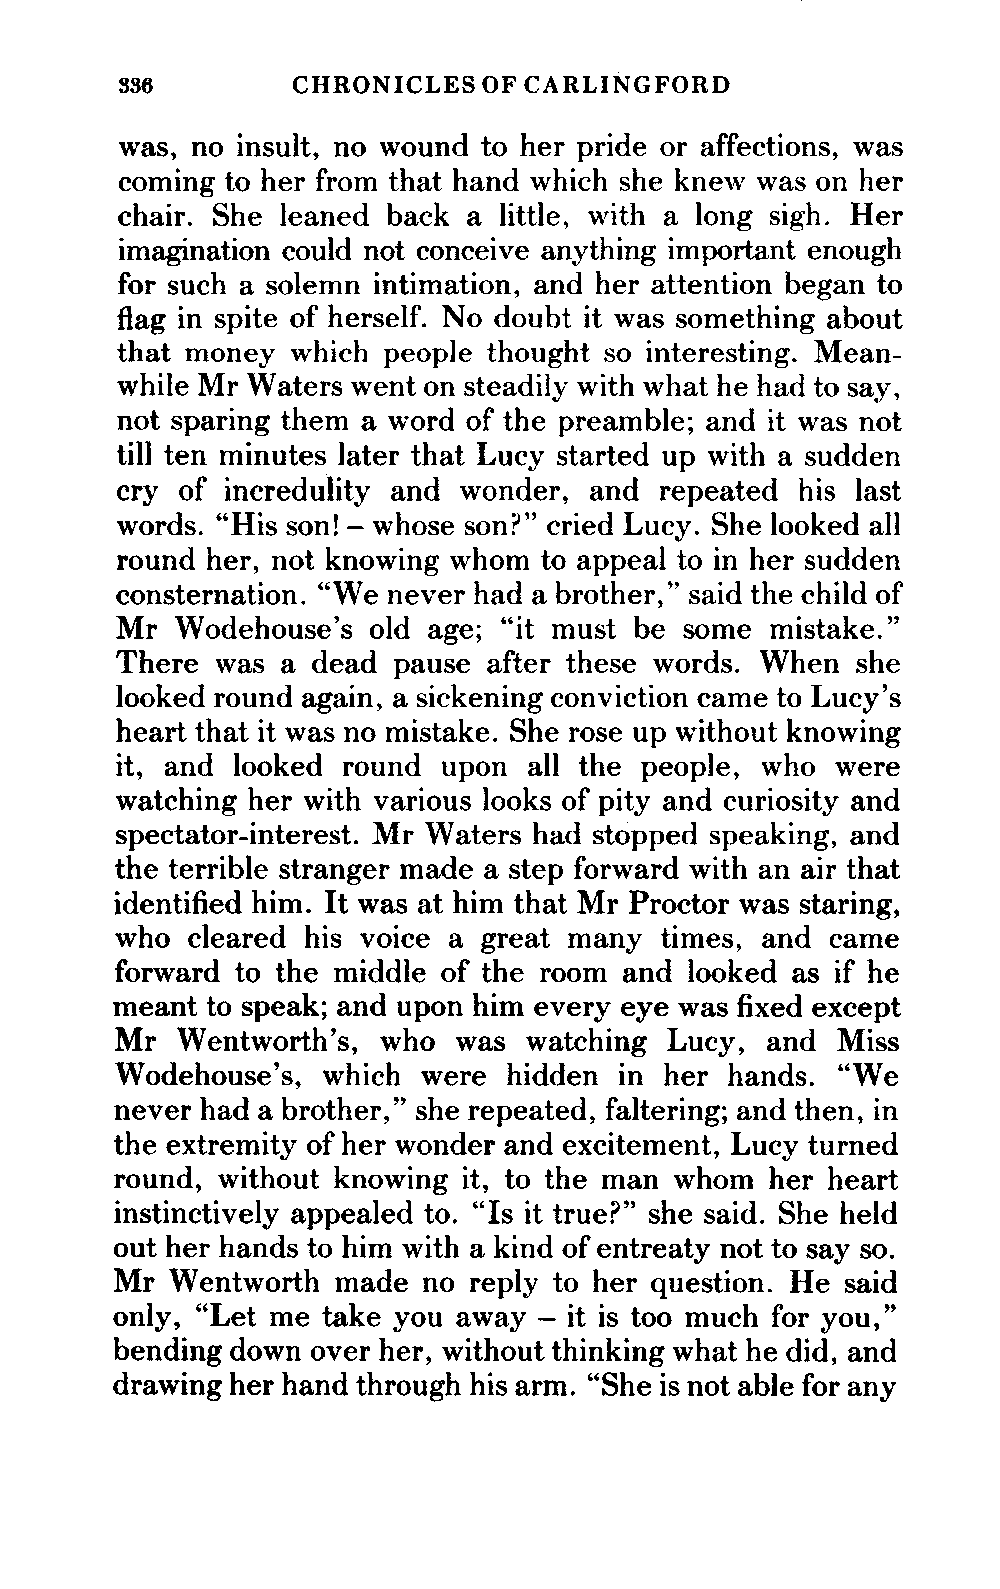 336 CHRONICLES OF CARLINGFORD
was, no insult, no wound to her pride or affections, was
coming to her from that hand which she knew was on her
chair. She leaned back a little, with a long sigh. Her
imagination could not conceive anything important enough
for such a solemn intimation, and her attention began to
flag in spite of herself. No doubt it was something about
that money which people thought so interesting. Mean-
while Mr Waters went on steadily with what he had to say,
not sparing them a word of the preamble; and it was not
till ten minutes later that Lucy started up with a sudden
cry of incredulity and wonder, and repeated his last
words. “His son! – whose son?” cried Lucy. She looked all
round her, not knowing whom to appeal to in her sudden
consternation. “We never had a brother,” said the child of
Mr Wodehouse’s old age; “it must be some mistake.”
There was a dead pause after these words. When she
looked round again, a sickening conviction came to Lucy’s
heart that it was no mistake. She rose up without knowing
it, and looked round upon all the people, who were
watching her with various looks of pity and curiosity and
spectator-interest. Mr Waters had stopped speaking, and
the terrible stranger made a step forward with an air that
identified him. It was at him that Mr Proctor was staring,
who cleared his voice a great many times, and came
forward to the middle of the room and looked as if he
meant to speak; and upon him every eye was fixed except
Mr Wentworth’s, who was watching Lucy, and Miss
Wodehouse’s, which were hidden in her hands. “We
never had a brother,” she repeated, faltering; and then, in
the extremity of her wonder and excitement, Lucy turned
round, without knowing it, to the man whom her heart
instinctively appealed to. “Is it true?” she said. She held
out her hands to him with a kind of entreaty not to say so.
Mr Wentworth made no reply to her question. He said
only, “Let me take you away – it is too much for you,”
bending down over her, without thinking what he did, and
drawing her hand through his arm. “She is not able for any